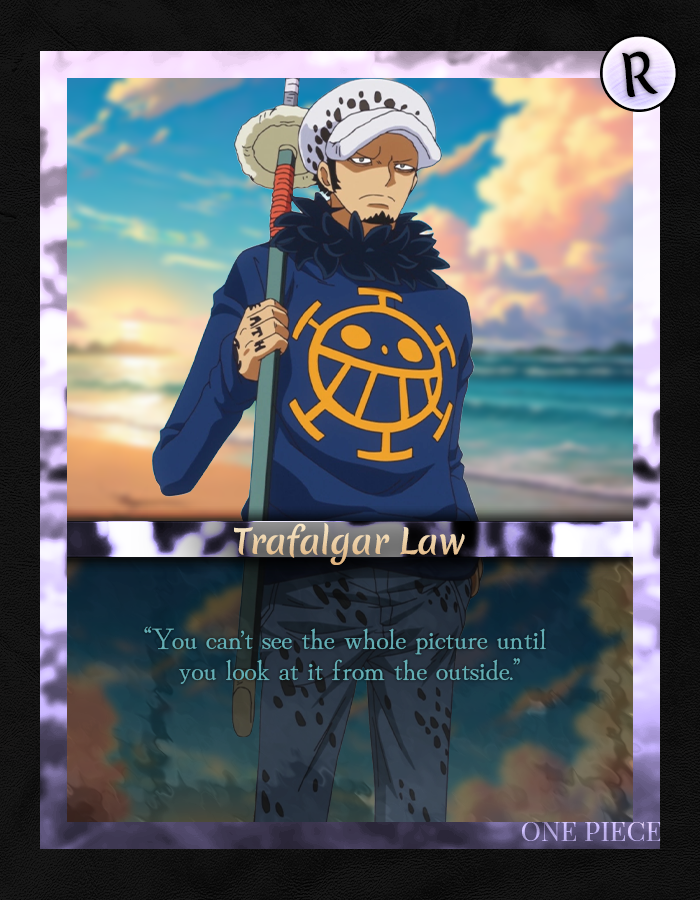 R
Trafalgar Law
“You can’t see the whole picture until
you look at it from the outside.”
ONE PIECE